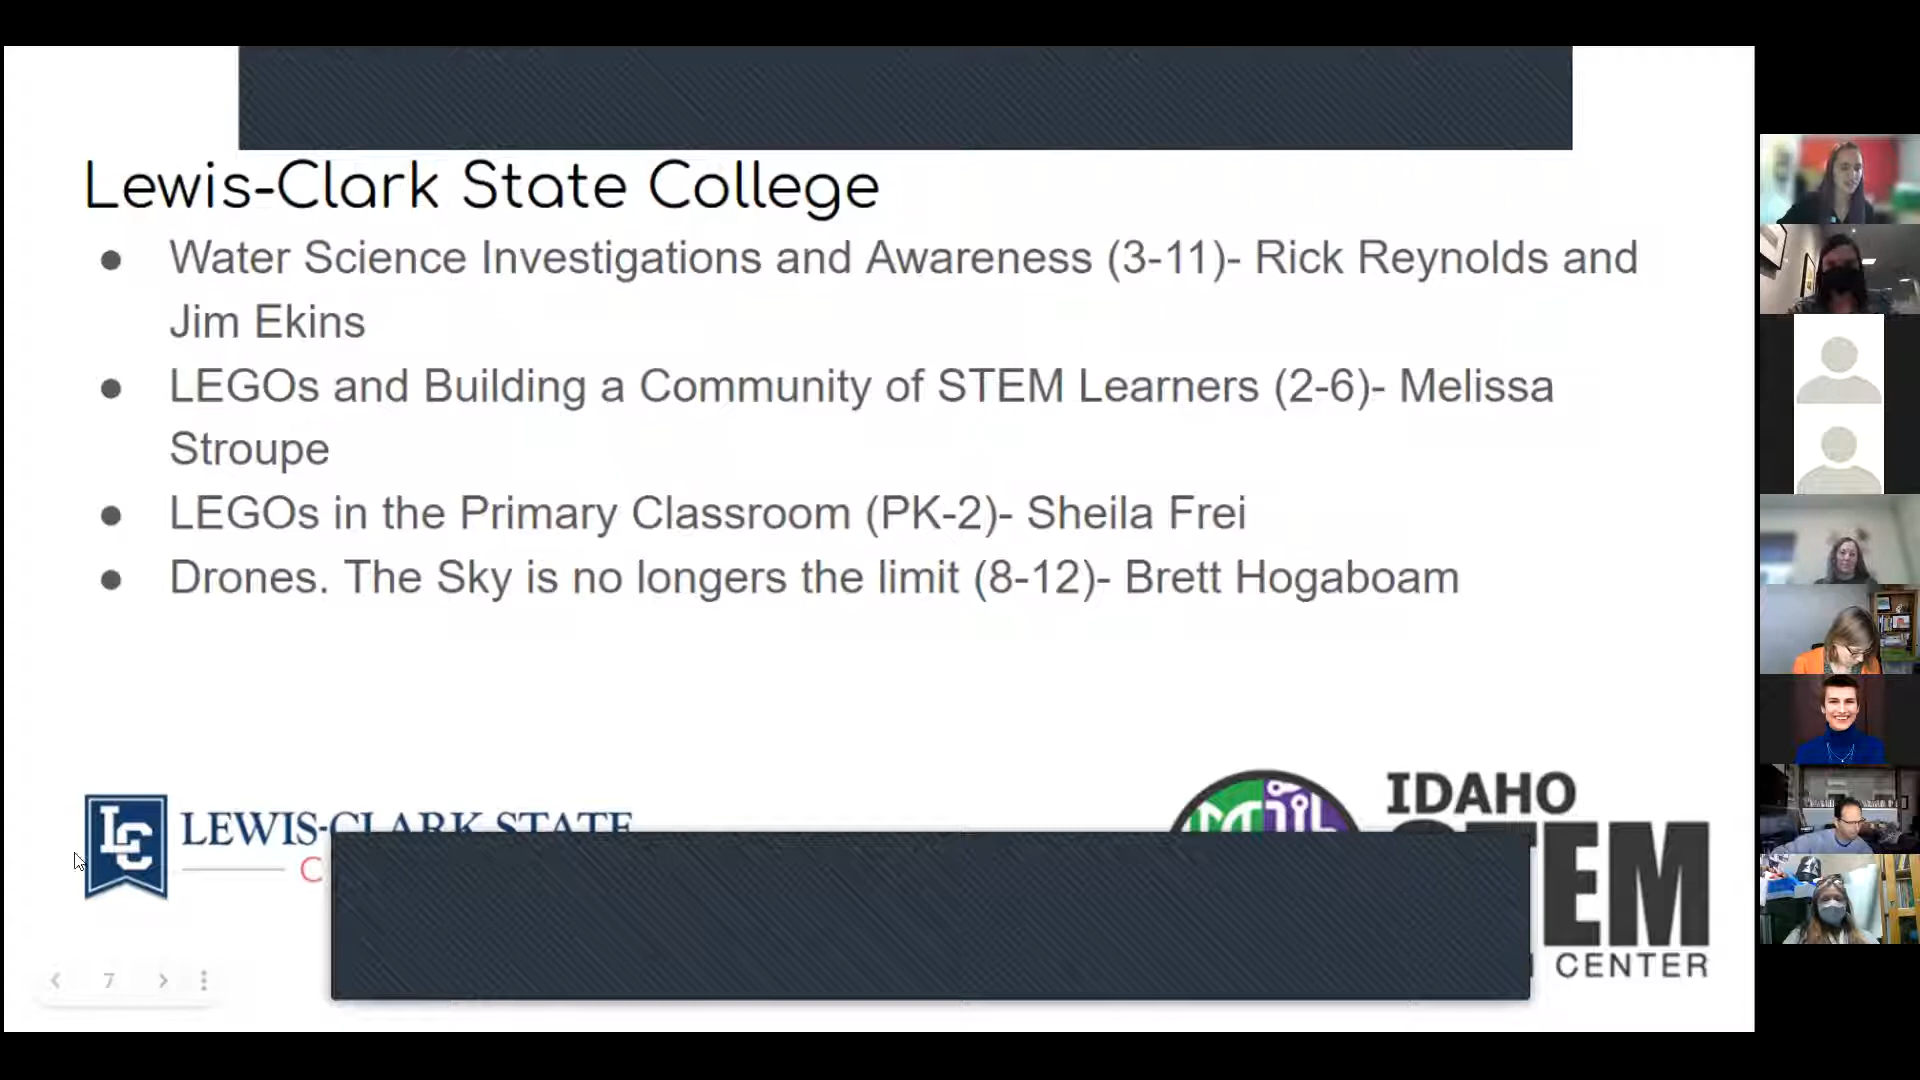 Lewis-Clark State College
● Water Science Investigations and Awareness (3-11)- Rick Reynolds and
Jim Ekins
● LEGOs and Building a Community of STEM Learners (2-6)- Melissa
Stroupe
● LEGOs in the Primary Classroom (PK-2)- Sheila Frei
● Drones. The Sky is no longers the limit (8-12)- Brett Hogaboam
LC LEWIS-CLARK STATE
C
IDAHO
STEM
CENTER
7